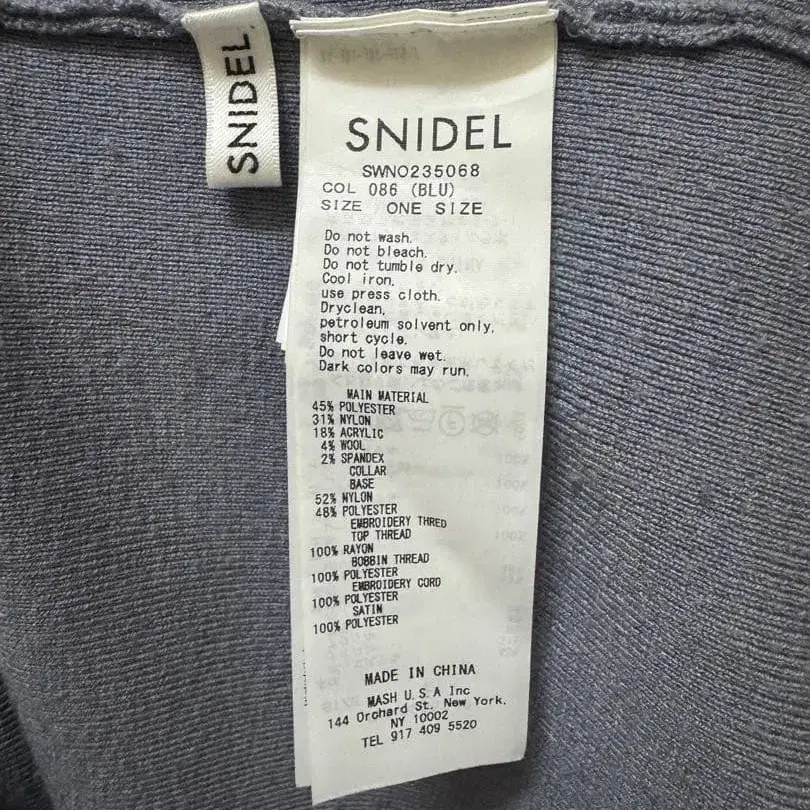 SNIDEL
SNIDEL
SWNO235068
COL 086 (BLU)
SIZE ONE SIZE
Do not wash.
Do not bleach.
Do not tumble dry.
Cool iron,
use press cloth.
Dryclean,
petroleum solvent only,
short cycle.
Do not leave wet.
Dark colors may run.
MAIN MATERIAL
45% POLYESTER
31% NYLON
18% ACRYLIC
4% WOOL
2% SPANDEX
COLLAR
BASE
52% NYLON
48% POLYESTER
EMBROIDERY THRED
TOP THREAD
100% RAYON
BOBBIN THREAD
100% POLYESTER
EMBROIDERY CORD
100% POLYESTER
SATIN
100% POLYESTER
MADE IN CHINA
MASH U.S.A Inc
144 Orchard St. New York,
NY 10002
TEL 917 409 5520